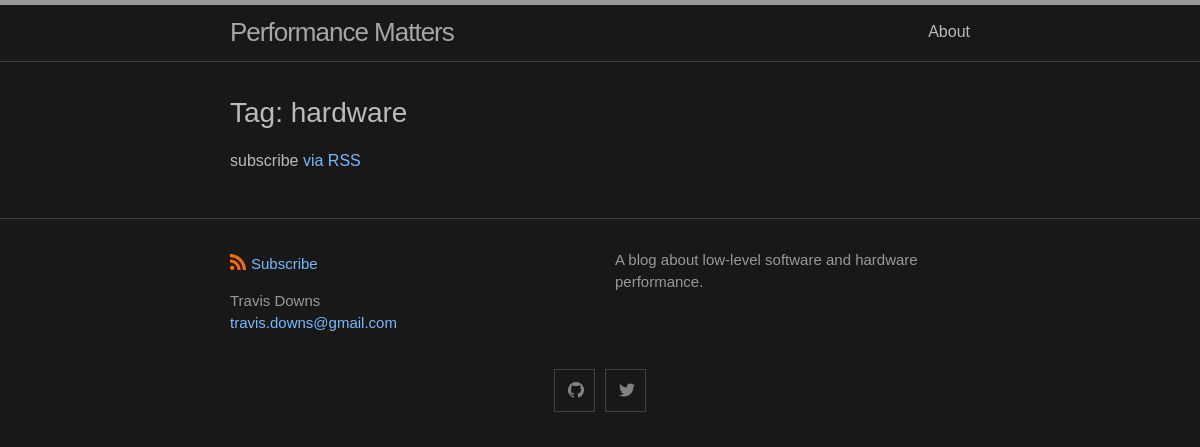 Performance Matters
About
Tag: hardware
subscribe via RSS
Subscribe
Travis Downs
travis.downs@gmail.com
A blog about low-level software and hardware
performance.